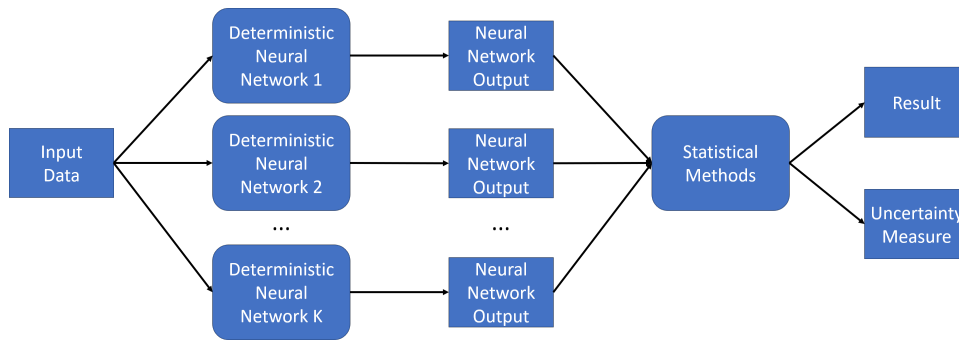 Deterministic
Neural
Network 1
Neural
Network
Output
Result
Input
Data
Deterministic
Neural
Network 2
Neural
Network
Output
Statistical
Methods
Uncertainty
Measure
...
...
Deterministic
Neural
Network K
Neural
Network
Output